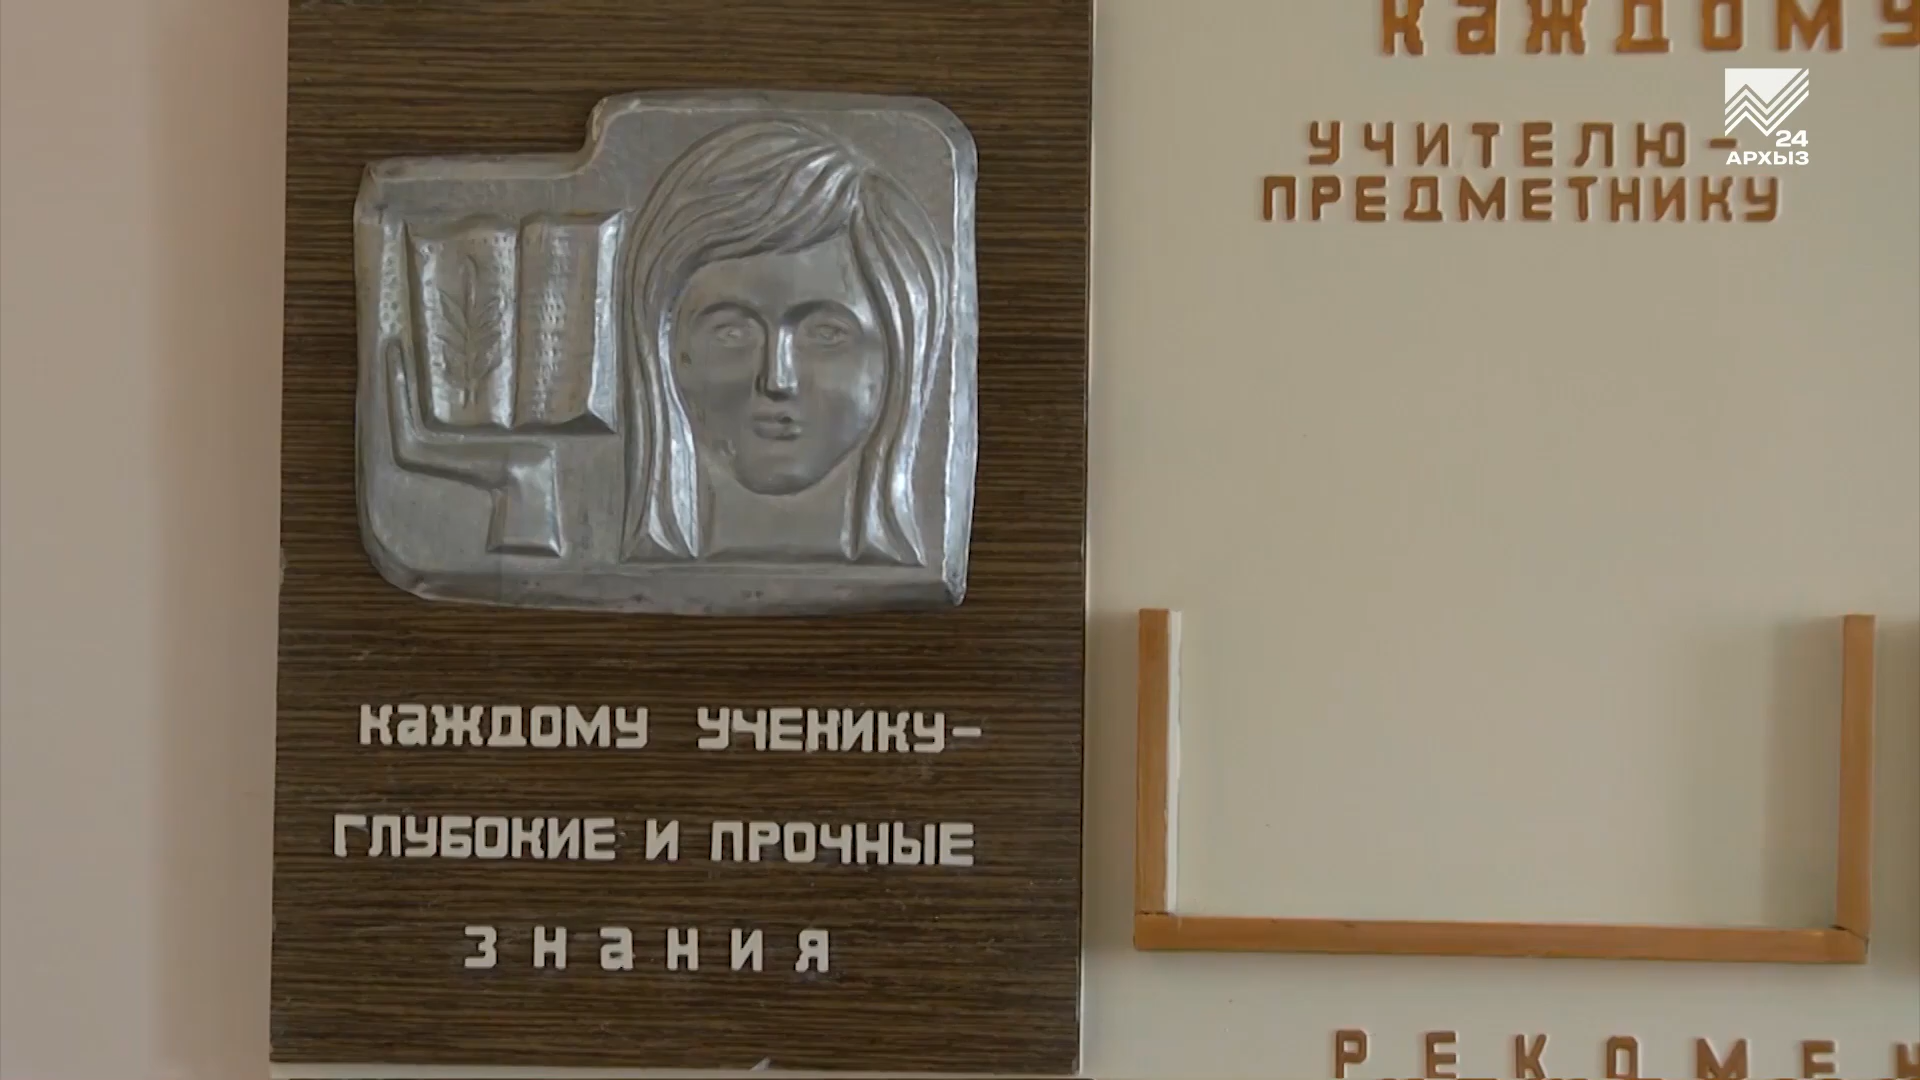 каждому
УЧИТЕЛЮ-
ПРЕДМЕТНИКУ
24
АРХЫЗ
каждому ученику-
глубокие и прочные
знания